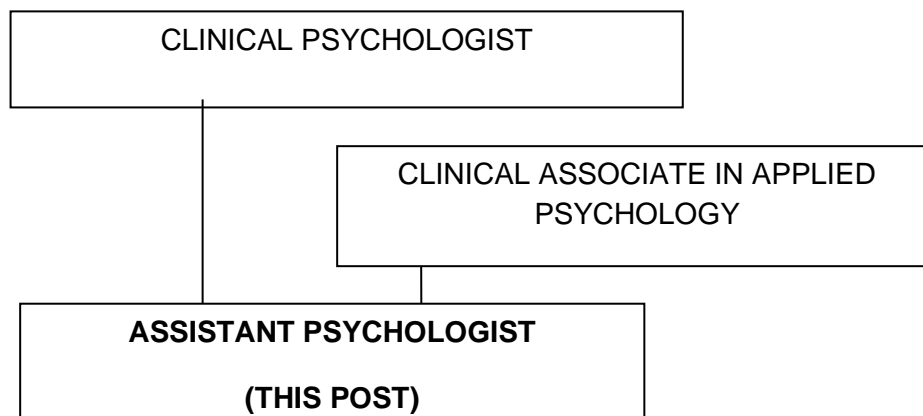 CLINICAL PSYCHOLOGIST
CLINICAL ASSOCIATE IN APPLIED
PSYCHOLOGY
ASSISTANT PSYCHOLOGIST
(THIS POST)